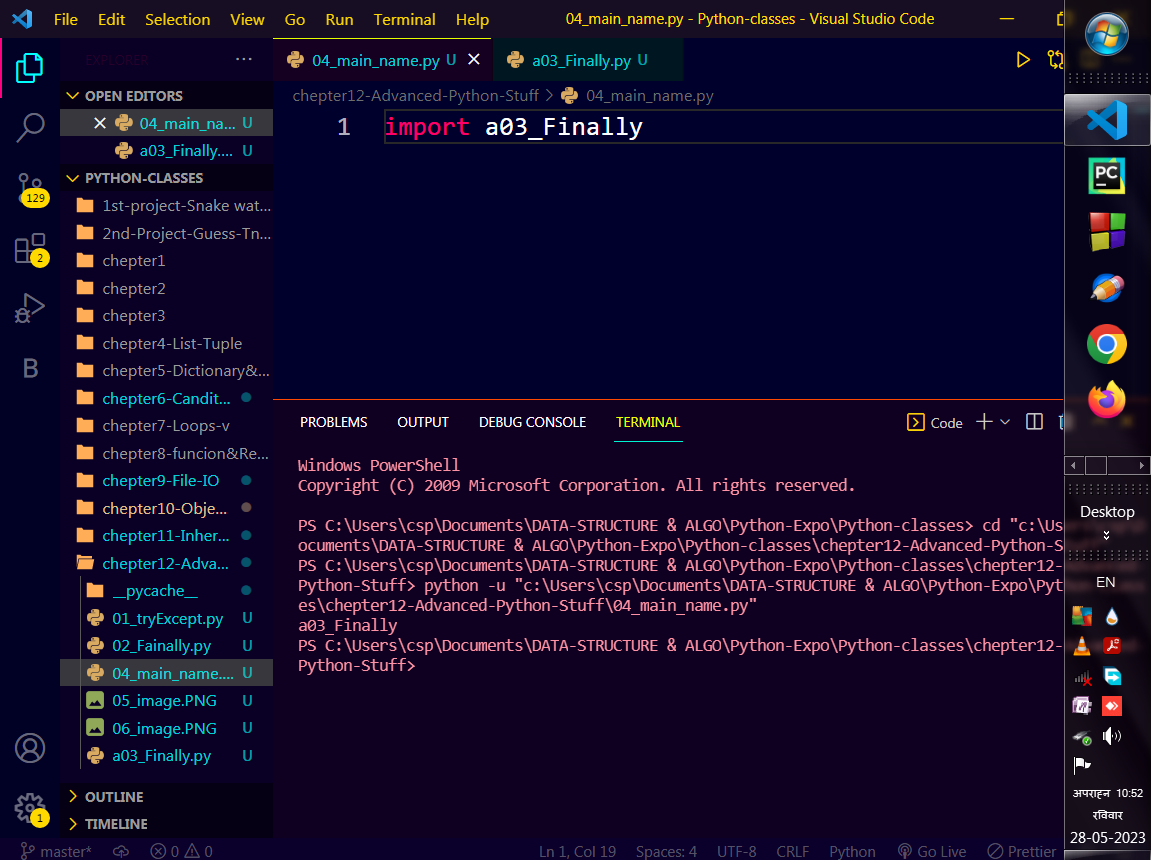 File Edit Selection View Go Run Terminal Help
04_main_name.py - Python-classes - Visual Studio Code
EXPLORER
04_main_name.py U
a03_Finally.py U
OPEN EDITORS
04_main_na... U
a03_Finally.... U
PYTHON-CLASSES
129
1st-project-Snake wat...
2nd-Project-Guess-Tn...
2
chepter1
chepter2
chepter3
chepter4-List-Tuple
chepter5-Dictionary&...
B
chepter6-Candit...
chepter7-Loops-v
chepter8-funcion&Re...
chepter9-File-IO
chepter10-Obje...
chepter11-Inher...
chepter12-Adva...
__pycache__
01_tryExcept.py U
02_Fainally.py U
04_main_name.... U
05_image.PNG U
06_image.PNG U
a03_Finally.py U
OUTLINE
1
TIMELINE
chepter12-Advanced-Python-Stuff > 04_main_name.py
1 import a03_Finally
PROBLEMS OUTPUT DEBUG CONSOLE TERMINAL
Code
Windows PowerShell
Copyright (C) 2009 Microsoft Corporation. All rights reserved.
PS C:\Users\csp\Documents\DATA-STRUCTURE & ALGO\Python-Expo\Python-classes> cd "c:\Us
ocuments\DATA-STRUCTURE & ALGO\Python-Expo\Python-classes\chepter12-Advanced-Python-S
PS C:\Users\csp\Documents\DATA-STRUCTURE & ALGO\Python-Expo\Python-classes\chepter12-
Python-Stuff> python -u "c:\Users\csp\Documents\DATA-STRUCTURE & ALGO\Python-Expo\Pyt
es\chepter12-Advanced-Python-Stuff\04_main_name.py"
a03_Finally
PS C:\Users\csp\Documents\DATA-STRUCTURE & ALGO\Python-Expo\Python-classes\chepter12-
Python-Stuff>
master* 0 0 Ln 1, Col 19 Spaces: 4 UTF-8 CRLF Python Go Live Prettier
PC
Desktop
EN
अपराह्न 10:52
रविवार
28-05-2023